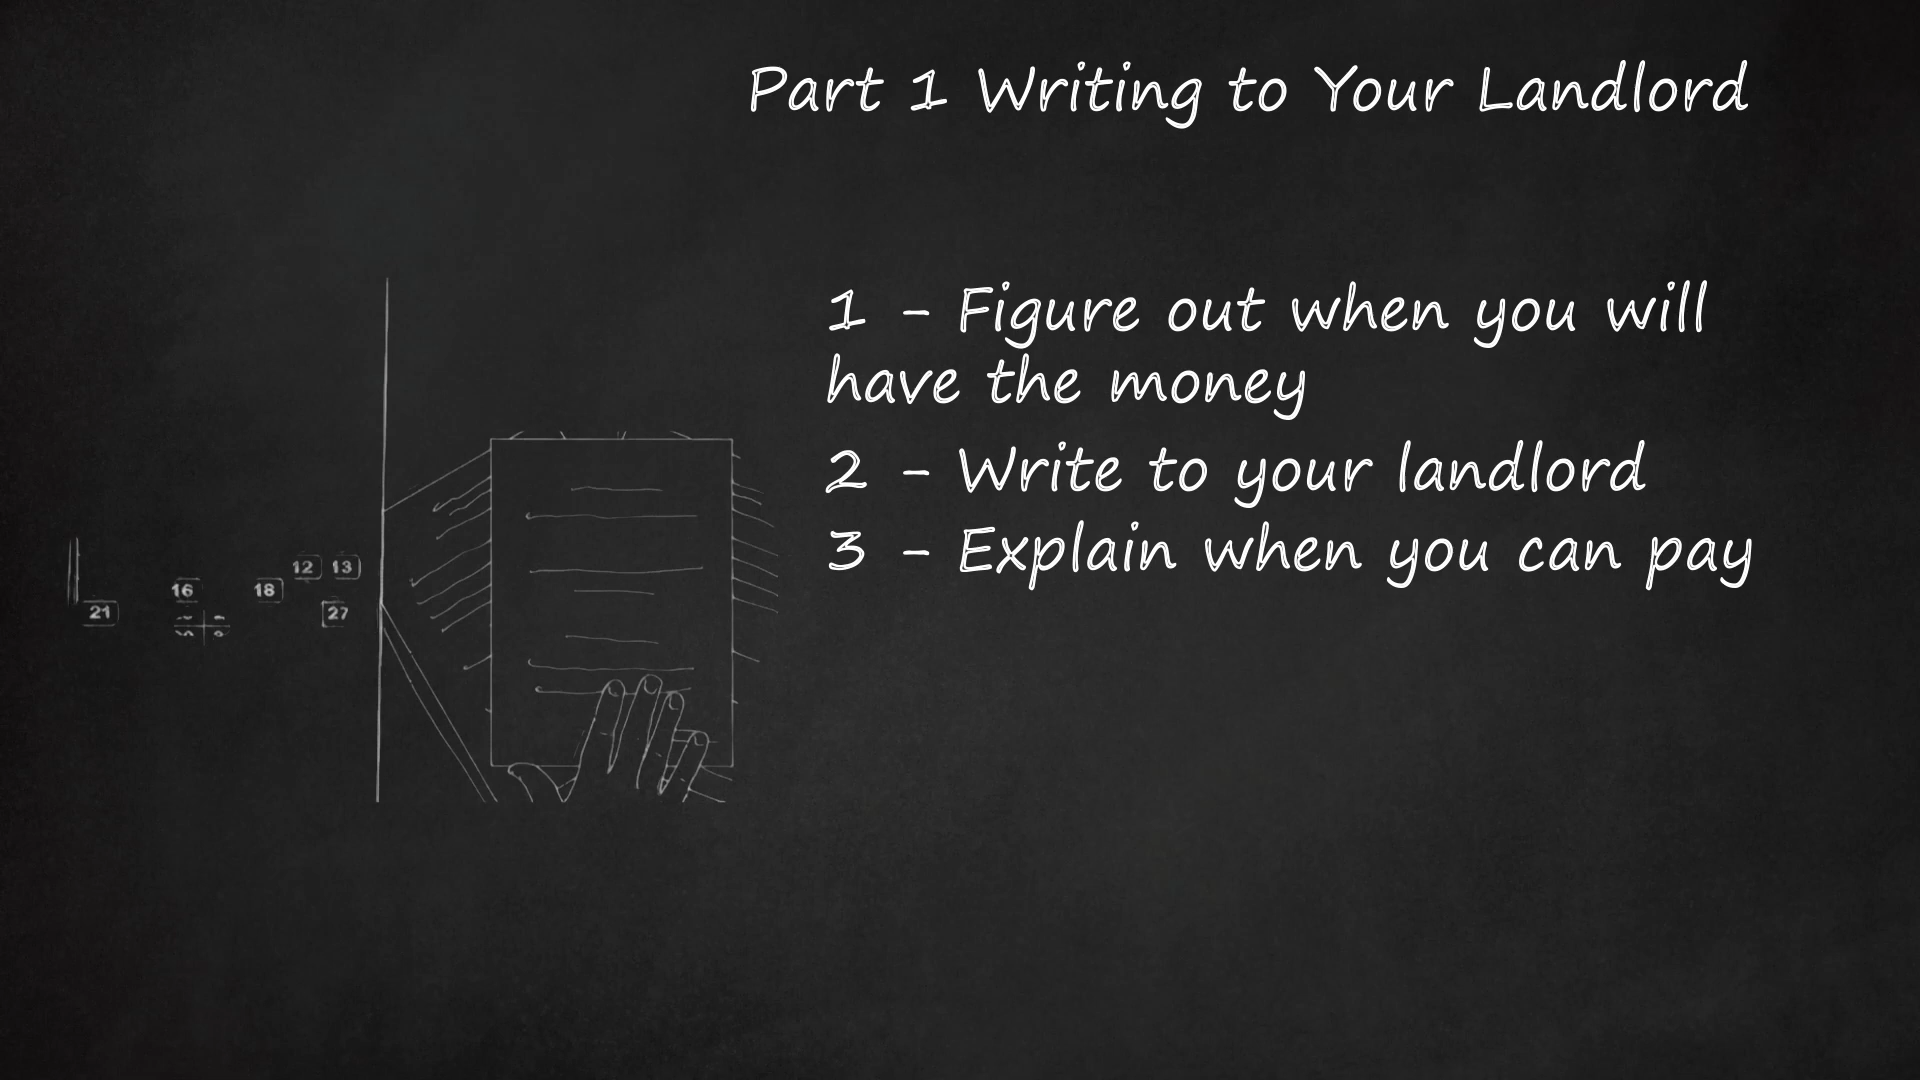 Part 1 Writing to Your Landlord
1 - Figure out when you will
have the money
2 - Write to your landlord
3 - Explain when you can pay
12 13
16
18
21
27